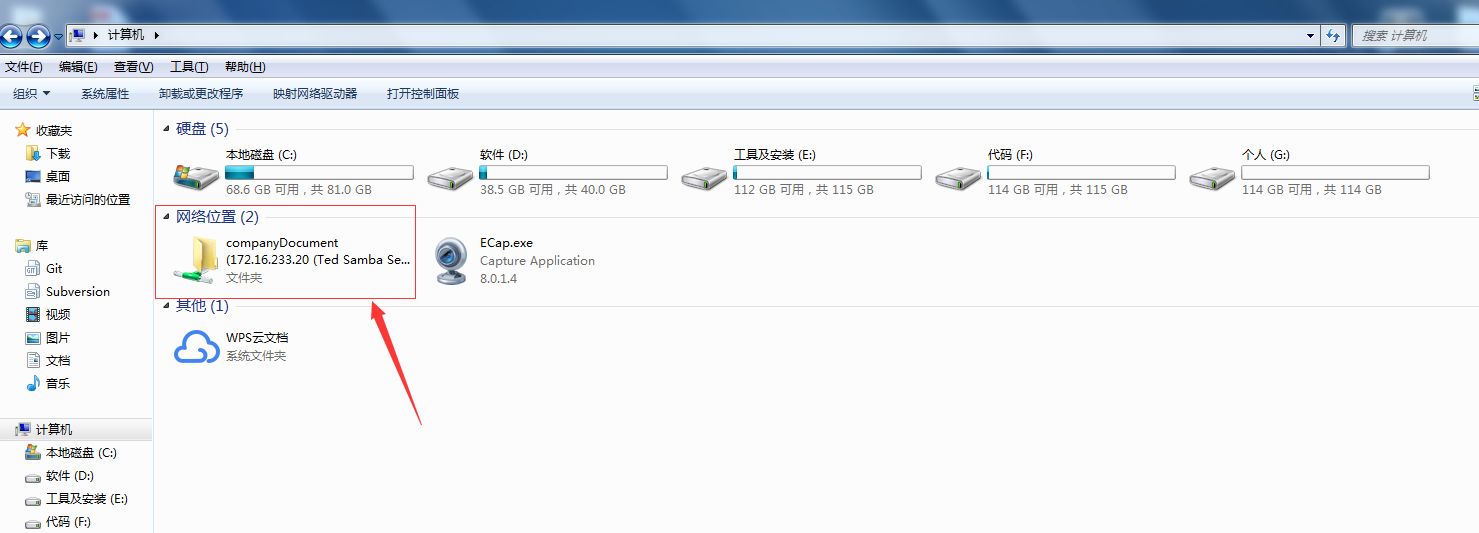 计算机
搜索 计算机
文件(F) 编辑(E) 查看(V) 工具(T) 帮助(H)
组织 系统属性 卸载或更改程序 映射网络驱动器 打开控制面板
收藏夹
下载
桌面
最近访问的位置
库
Git
Subversion
视频
图片
文档
音乐
计算机
本地磁盘 (C:)
软件 (D:)
工具及安装 (E:)
代码 (F:)
硬盘 (5)
本地磁盘 (C:)
68.6 GB 可用，共 81.0 GB
软件 (D:)
38.5 GB 可用，共 40.0 GB
工具及安装 (E:)
112 GB 可用，共 115 GB
代码 (F:)
114 GB 可用，共 115 GB
个人 (G:)
114 GB 可用，共 114 GB
网络位置 (2)
companyDocument
(172.16.233.20 (Ted Samba Se...
文件夹
ECap.exe
Capture Application
8.0.1.4
其他 (1)
WPS云文档
系统文件夹